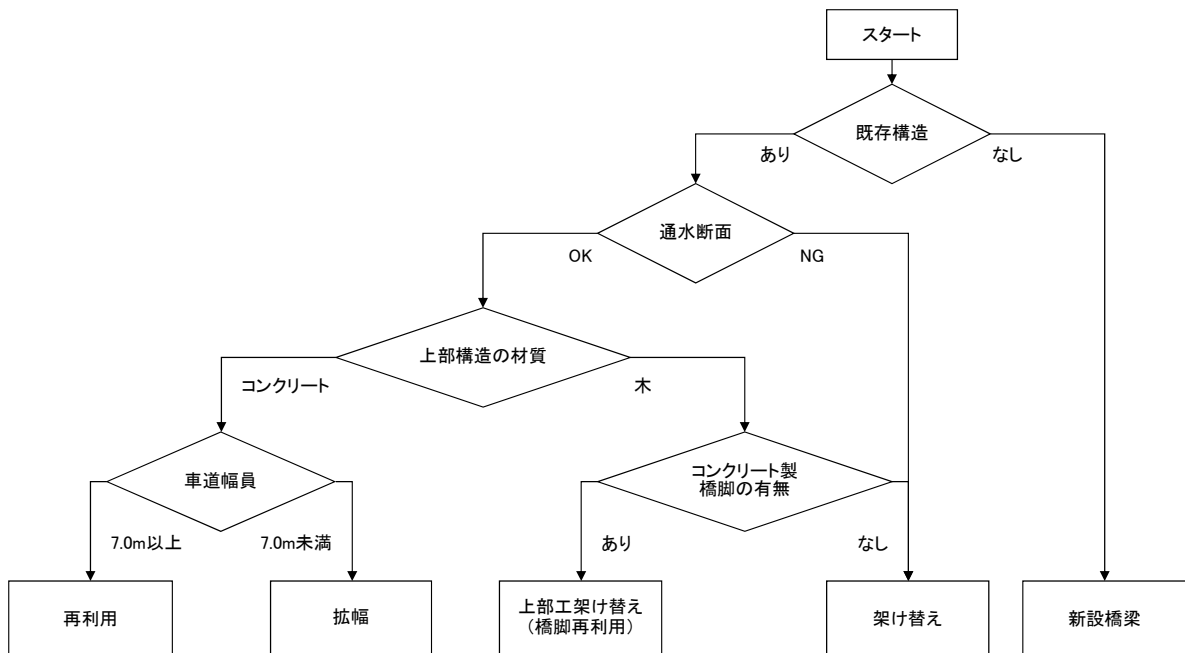 スタート
既存構造
あり
なし
通水断面
OK
NG
上部構造の材質
コンクリート
木
車道幅員
コンクリート製
橋脚の有無
7.0m以上
7.0m未満
あり
なし
再利用
拡幅
上部工架け替え
（橋脚再利用）
架け替え
新設橋梁